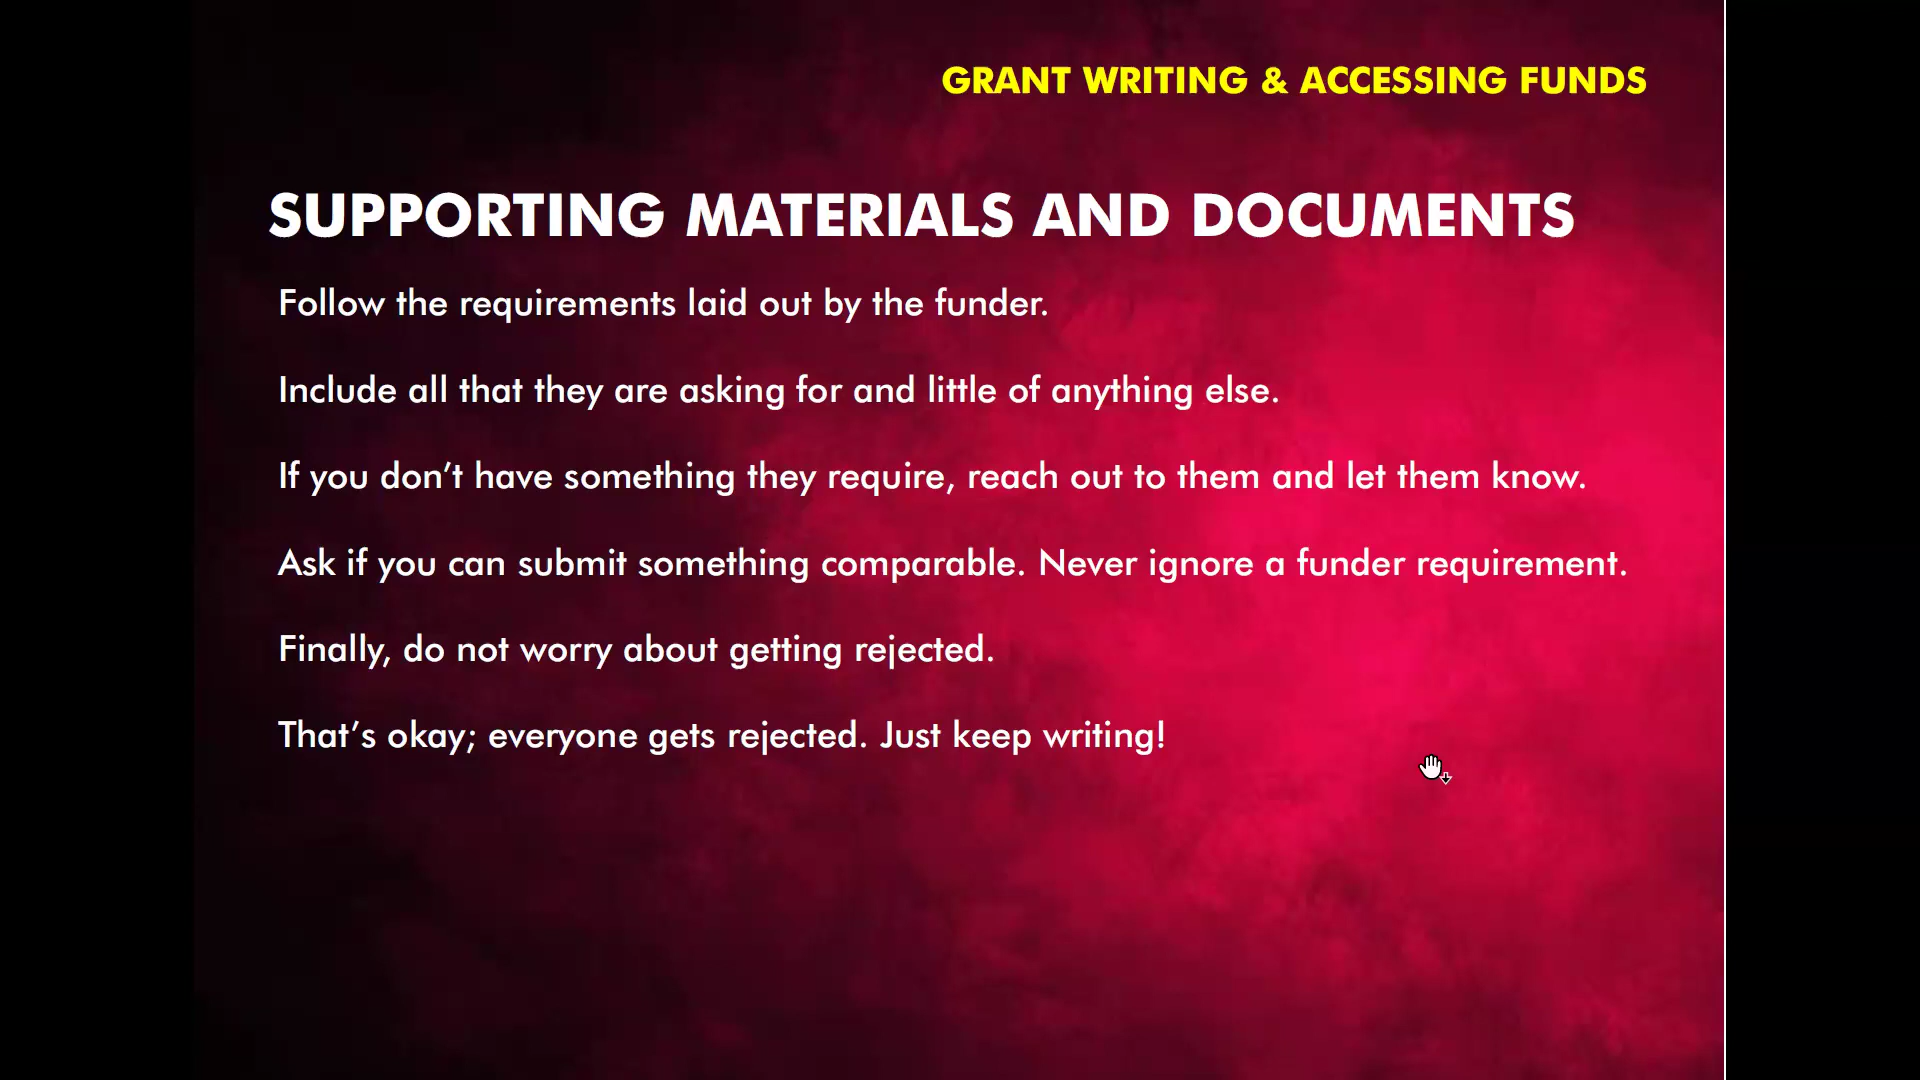 GRANT WRITING & ACCESSING FUNDS
SUPPORTING MATERIALS AND DOCUMENTS
Follow the requirements laid out by the funder.
Include all that they are asking for and little of anything else.
If you don’t have something they require, reach out to them and let them know.
Ask if you can submit something comparable. Never ignore a funder requirement.
Finally, do not worry about getting rejected.
That’s okay; everyone gets rejected. Just keep writing!